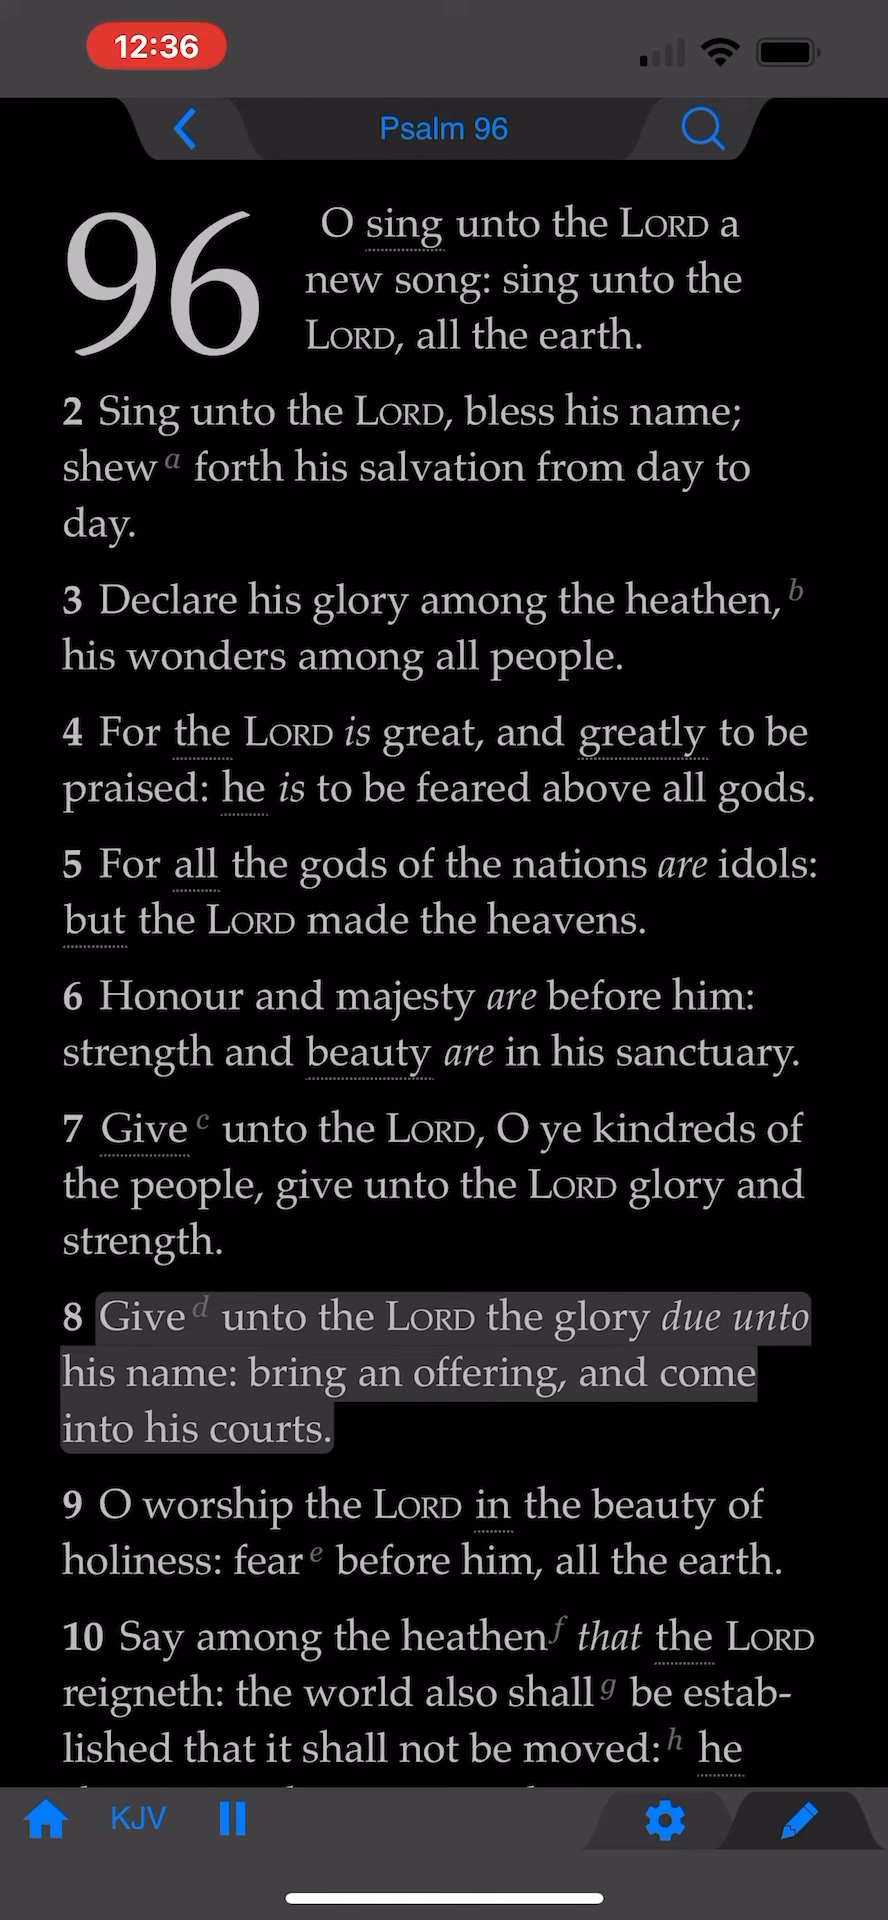 12:36
Psalm 96
96 O sing unto the LORD a
new song: sing unto the
LORD, all the earth.
2 Sing unto the LORD, bless his name;
shew a forth his salvation from day to
day.
3 Declare his glory among the heathen, b
his wonders among all people.
4 For the LORD is great, and greatly to be
praised: he is to be feared above all gods.
5 For all the gods of the nations are idols:
but the LORD made the heavens.
6 Honour and majesty are before him:
strength and beauty are in his sanctuary.
7 Give c unto the LORD, O ye kindreds of
the people, give unto the LORD glory and
strength.
8 Give d unto the LORD the glory due unto
his name: bring an offering, and come
into his courts.
9 O worship the LORD in the beauty of
holiness: fear e before him, all the earth.
10 Say among the heathen f that the LORD
reigneth: the world also shall g be estab-
lished that it shall not be moved: h he
KJV